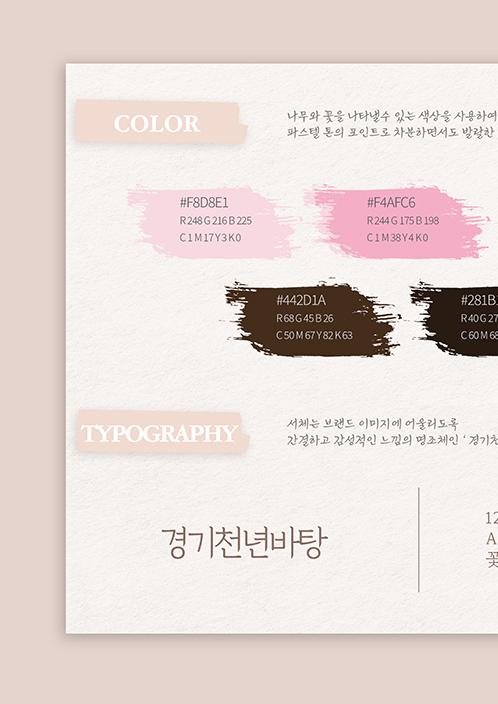 COLOR
나무와 꽃을 나타낼수 있는 색상을 사용하여
파스텔 톤의 포인트로 차분하면서도 발랄한
#F8D8E1
R 248 G 216 B 225
C 1 M 17 Y 3 K 0
#F4AFC6
R 244 G 175 B 198
C 1 M 38 Y 4 K 0
#442D1A
R 68 G 45 B 26
C 50 M 67 Y 82 K 63
#281B
R 40 G 27
C 60 M 68
TYPOGRAPHY
서체는 브랜드 이미지에 어울리도록
간결하고 감성적인 느낌의 명조체인 ' 경기천
경기천년바탕
12
A
꽃